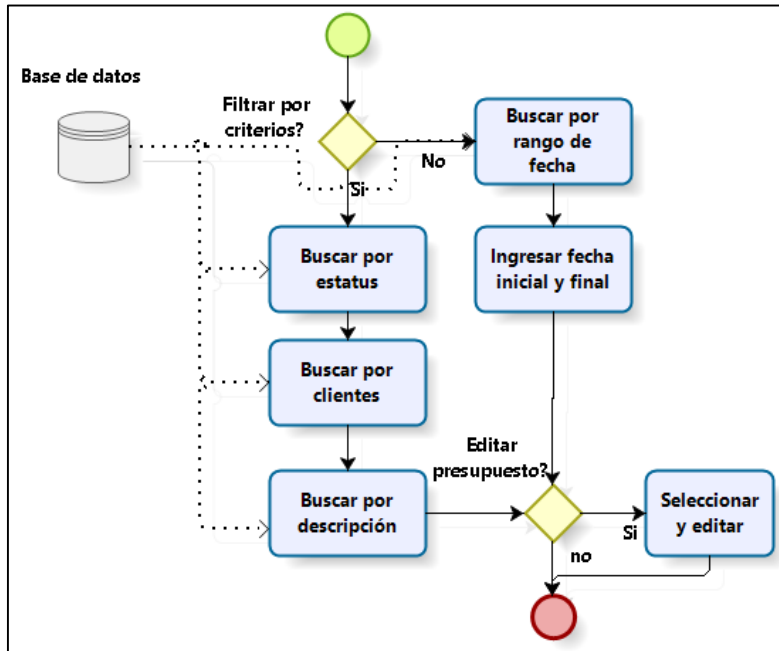 Base de datos
Filtrar por
criterios?
No
Si
Buscar por
rango de
fecha
Buscar por
estatus
Ingresar fecha
inicial y final
Buscar por
clientes
Buscar por
descripción
Editar
presupuesto?
Si
no
Seleccionar
y editar